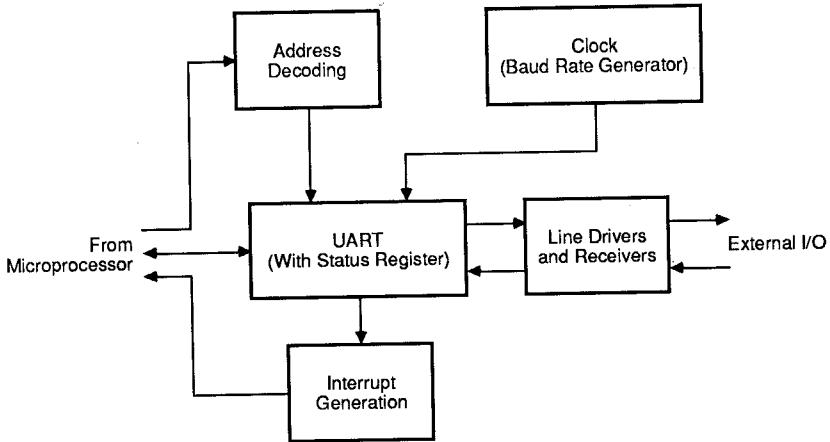 Address
Decoding
Clock
(Baud Rate Generator)
From
Microprocessor
UART
(With Status Register)
Line Drivers
and Receivers
External I/O
Interrupt
Generation